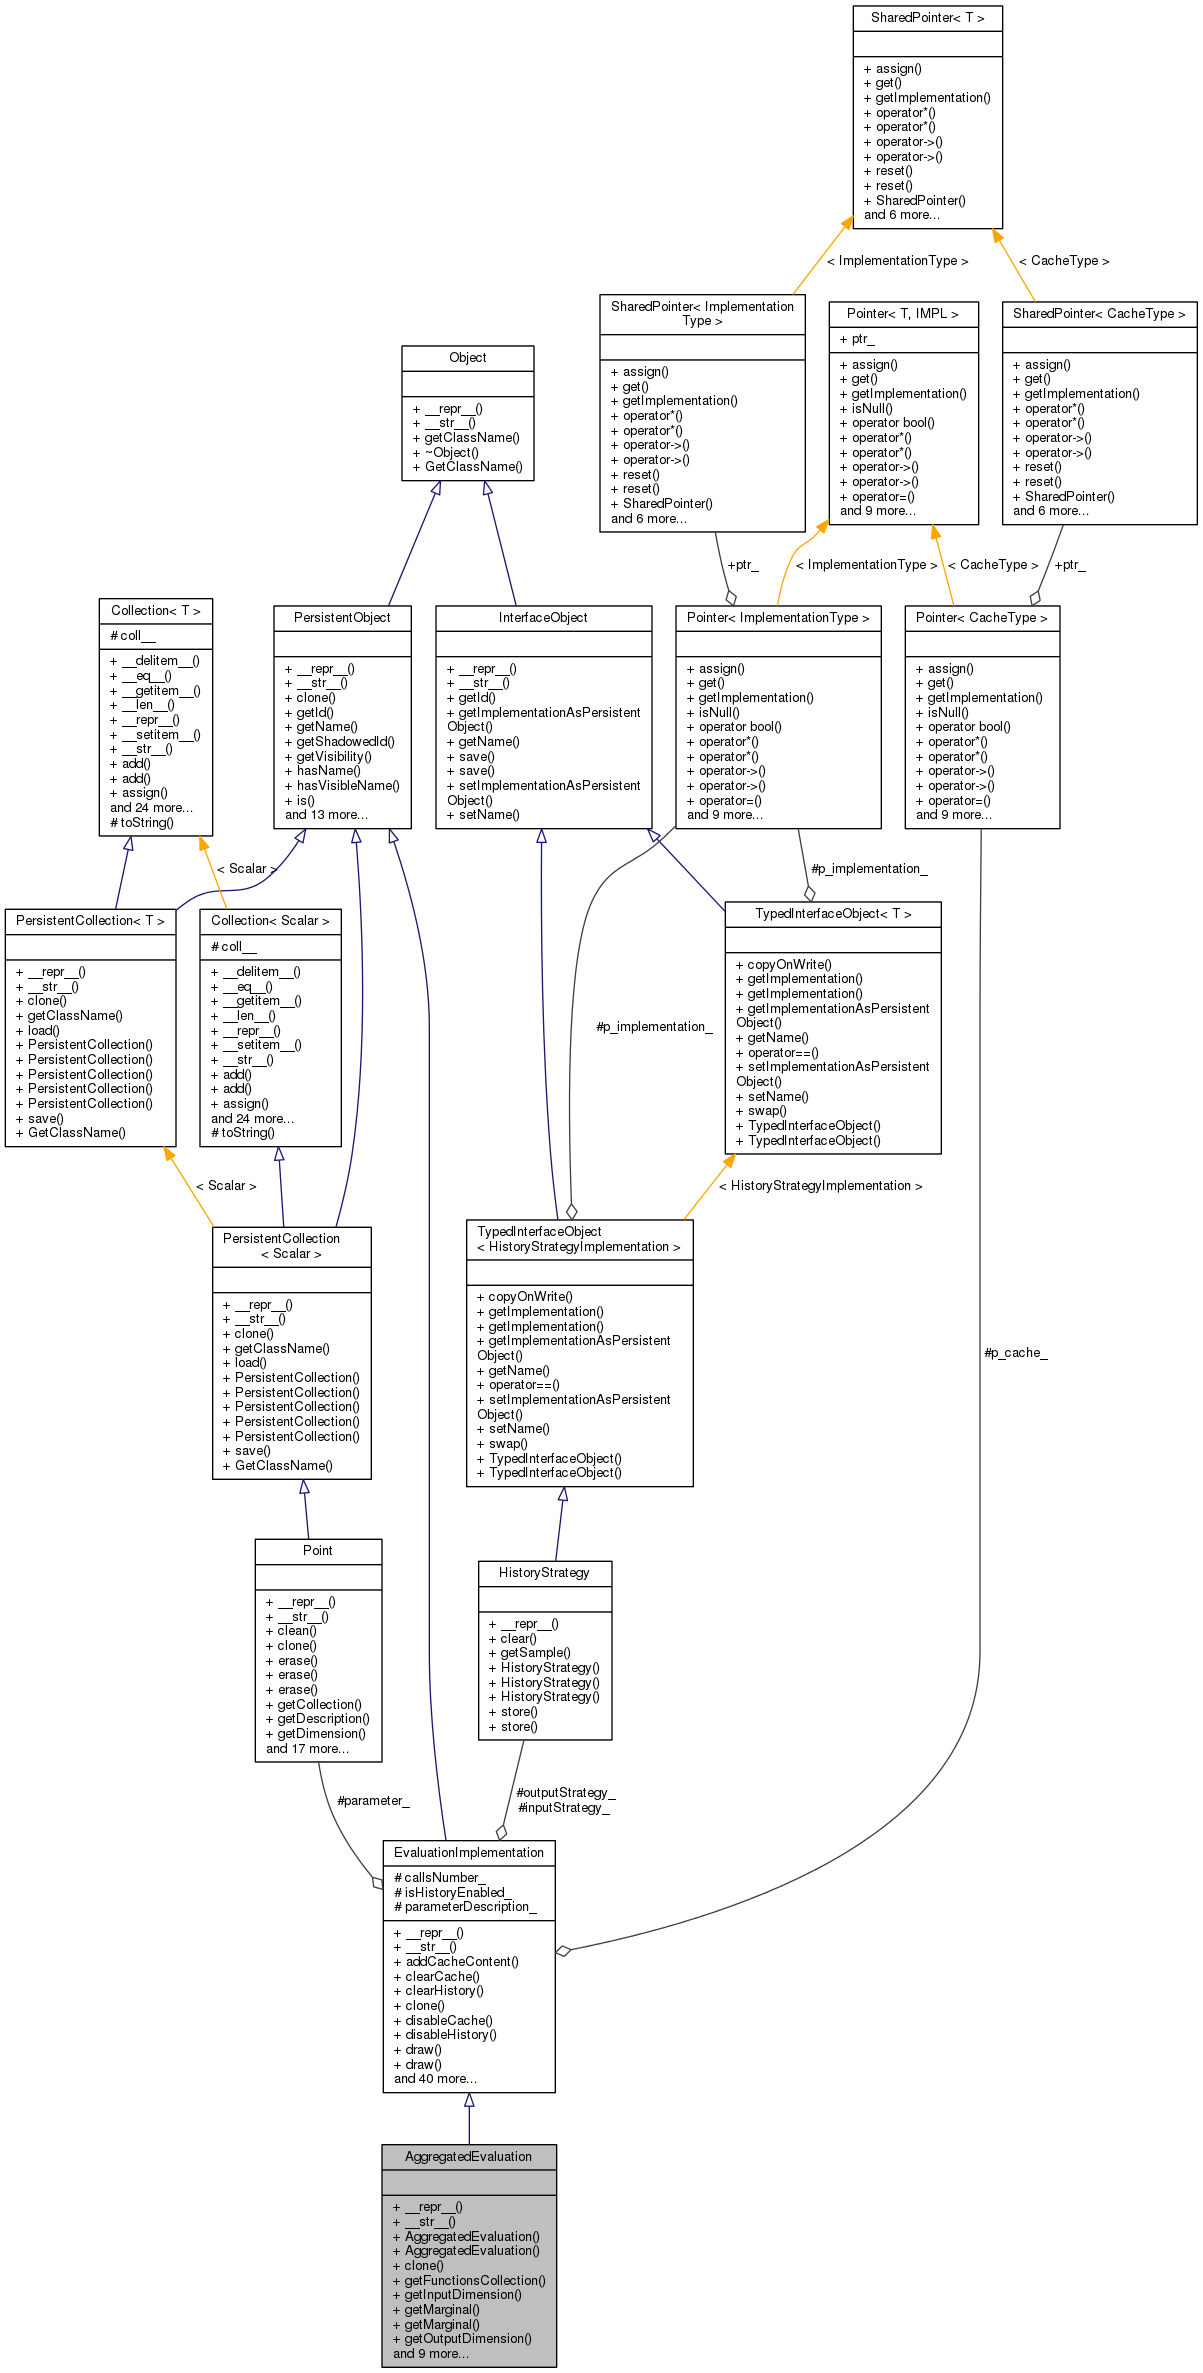 SharedPointer< T >
+ assign()
+ get()
+ getImplementation()
+ operator*()
+ operator*()
+ operator->()
+ operator->()
+ reset()
+ reset()
+ SharedPointer()
and 6 more...
< ImplementationType >
< CacheType >
SharedPointer< Implementation
Type >
+ assign()
+ get()
+ getImplementation()
+ operator*()
+ operator*()
+ operator->()
+ operator->()
+ reset()
+ reset()
+ SharedPointer()
and 6 more...
Pointer< T, IMPL >
+ ptr_
+ assign()
+ get()
+ getImplementation()
+ isNull()
+ operator bool()
+ operator*()
+ operator*()
+ operator->()
+ operator->()
+ operator=()
and 9 more...
SharedPointer< CacheType >
+ assign()
+ get()
+ getImplementation()
+ operator*()
+ operator*()
+ operator->()
+ operator->()
+ reset()
+ reset()
+ SharedPointer()
and 6 more...
Object
+ __repr__()
+ __str__()
+ getClassName()
+ ~Object()
+ GetClassName()
+ptr_
< ImplementationType >
< CacheType >
+ptr_
Collection< T >
# coll__
+ __delitem__()
+ __eq__()
+ __getitem__()
+ __len__()
+ __repr__()
+ __setitem__()
+ __str__()
+ add()
+ add()
+ assign()
and 24 more...
# toString()
PersistentObject
+ __repr__()
+ __str__()
+ clone()
+ getId()
+ getName()
+ getShadowedId()
+ getVisibility()
+ hasName()
+ hasVisibleName()
+ is()
and 13 more...
InterfaceObject
+ __repr__()
+ __str__()
+ getId()
+ getImplementationAsPersistent
Object()
+ getName()
+ save()
+ save()
+ setImplementationAsPersistent
Object()
+ setName()
Pointer< ImplementationType >
+ assign()
+ get()
+ getImplementation()
+ isNull()
+ operator bool()
+ operator*()
+ operator*()
+ operator->()
+ operator->()
+ operator=()
and 9 more...
Pointer< CacheType >
+ assign()
+ get()
+ getImplementation()
+ isNull()
+ operator bool()
+ operator*()
+ operator*()
+ operator->()
+ operator->()
+ operator=()
and 9 more...
< Scalar >
#p_implementation_
PersistentCollection< T >
+ __repr__()
+ __str__()
+ clone()
+ getClassName()
+ load()
+ PersistentCollection()
+ PersistentCollection()
+ PersistentCollection()
+ PersistentCollection()
+ PersistentCollection()
+ save()
+ GetClassName()
Collection< Scalar >
# coll__
+ __delitem__()
+ __eq__()
+ __getitem__()
+ __len__()
+ __repr__()
+ __setitem__()
+ __str__()
+ add()
+ add()
+ assign()
and 24 more...
# toString()
#p_implementation_
TypedInterfaceObject< T >
+ copyOnWrite()
+ getImplementation()
+ getImplementation()
+ getImplementationAsPersistent
Object()
+ getName()
+ operator==()
+ setImplementationAsPersistent
Object()
+ setName()
+ swap()
+ TypedInterfaceObject()
+ TypedInterfaceObject()
< Scalar >
< HistoryStrategyImplementation >
PersistentCollection
< Scalar >
+ __repr__()
+ __str__()
+ clone()
+ getClassName()
+ load()
+ PersistentCollection()
+ PersistentCollection()
+ PersistentCollection()
+ PersistentCollection()
+ PersistentCollection()
+ save()
+ GetClassName()
TypedInterfaceObject
< HistoryStrategyImplementation >
+ copyOnWrite()
+ getImplementation()
+ getImplementation()
+ getImplementationAsPersistent
Object()
+ getName()
+ operator==()
+ setImplementationAsPersistent
Object()
+ setName()
+ swap()
+ TypedInterfaceObject()
+ TypedInterfaceObject()
#p_cache_
Point
+ __repr__()
+ __str__()
+ clean()
+ clone()
+ erase()
+ erase()
+ erase()
+ getCollection()
+ getDescription()
+ getDimension()
and 17 more...
HistoryStrategy
+ __repr__()
+ clear()
+ getSample()
+ HistoryStrategy()
+ HistoryStrategy()
+ HistoryStrategy()
+ store()
+ store()
#parameter_
#outputStrategy_
#inputStrategy_
EvaluationImplementation
# callsNumber_
# isHistoryEnabled_
# parameterDescription_
+ __repr__()
+ __str__()
+ addCacheContent()
+ clearCache()
+ clearHistory()
+ clone()
+ disableCache()
+ disableHistory()
+ draw()
+ draw()
and 40 more...
AggregatedEvaluation
+ __repr__()
+ __str__()
+ AggregatedEvaluation()
+ AggregatedEvaluation()
+ clone()
+ getFunctionsCollection()
+ getInputDimension()
+ getMarginal()
+ getMarginal()
+ getOutputDimension()
and 9 more...